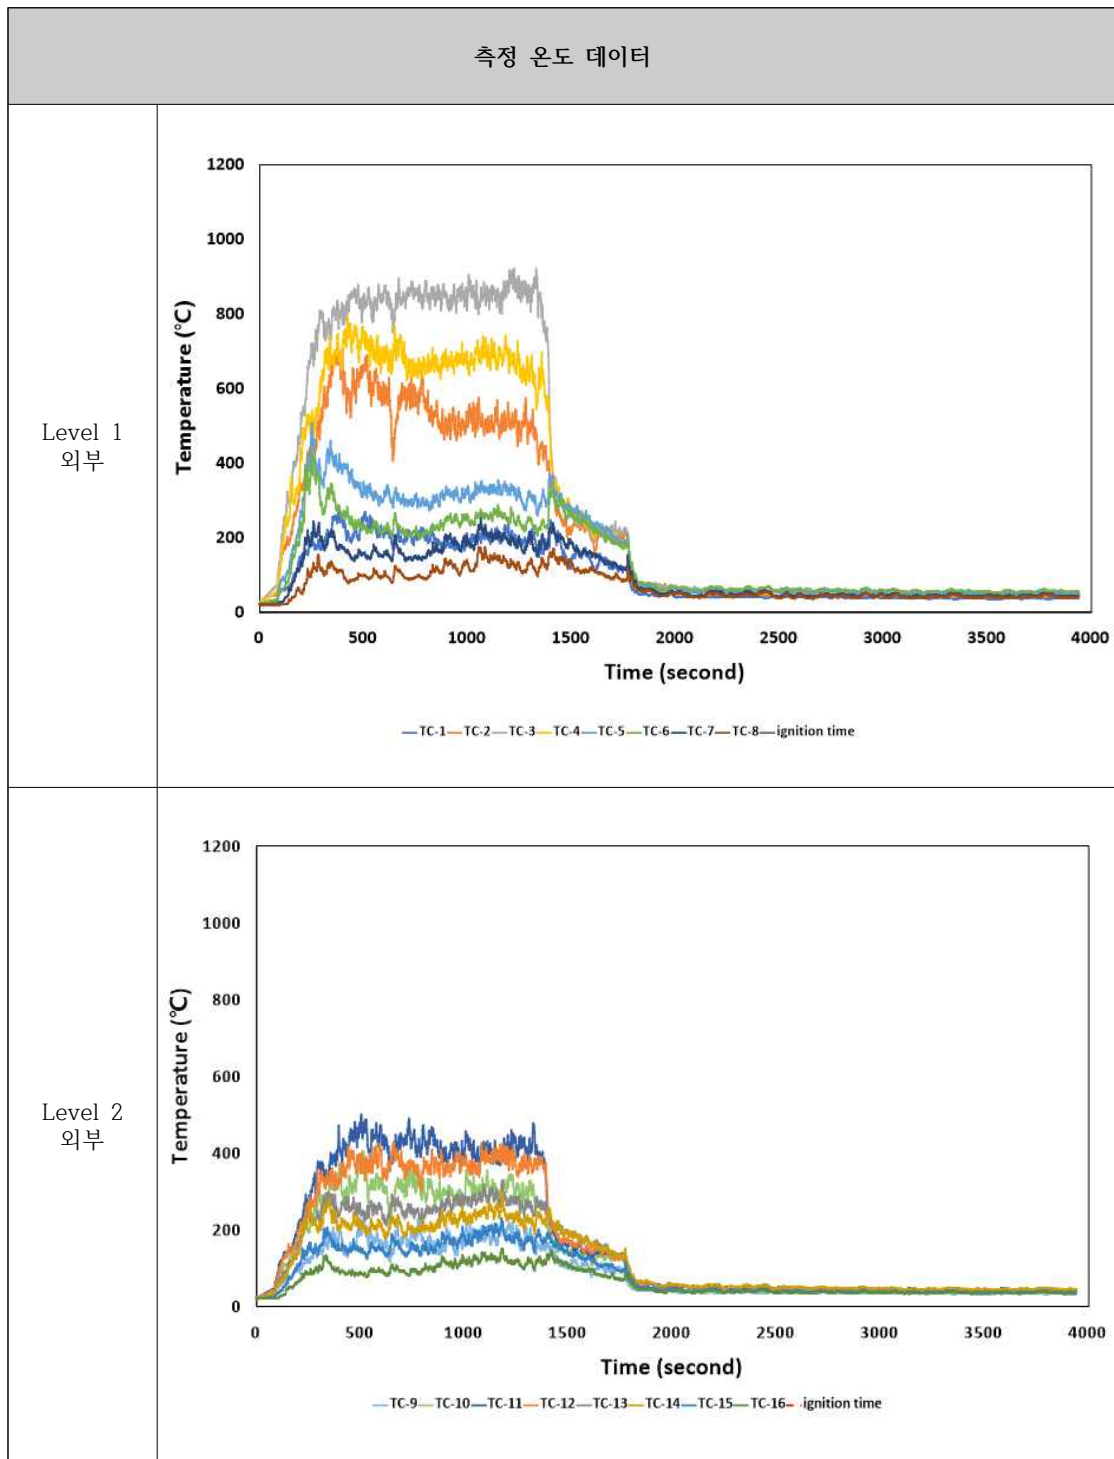 측정 온도 데이터
Level 1
외부
Temperature (℃)
1200
1000
800
600
400
200
0
0 500 1000 1500 2000 2500 3000 3500 4000
Time (second)
TC-1 TC-2 TC-3 TC-4 TC-5 TC-6 TC-7 TC-8 ignition time
Level 2
외부
Temperature (℃)
1200
1000
800
600
400
200
0
0 500 1000 1500 2000 2500 3000 3500 4000
Time (second)
TC-9 TC-10 TC-11 TC-12 TC-13 TC-14 TC-15 TC-16 ignition time